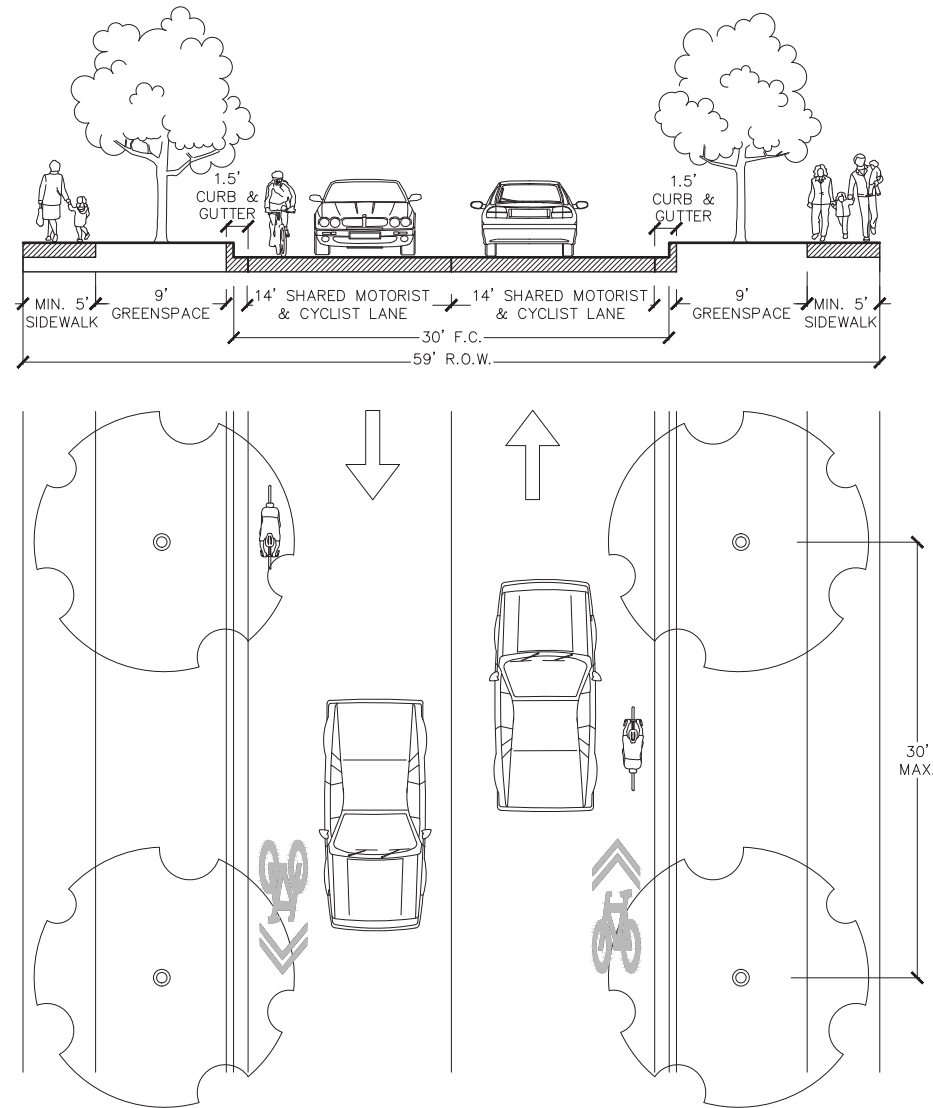 1.5'
CURB &
GUTTER
1.5'
CURB &
GUTTER
MIN. 5'
SIDEWALK
9'
GREENSPACE
14' SHARED MOTORIST
& CYCLIST LANE
14' SHARED MOTORIST
& CYCLIST LANE
9'
GREENSPACE
MIN. 5'
SIDEWALK
30' F.C.
59' R.O.W.
30'
MAX.